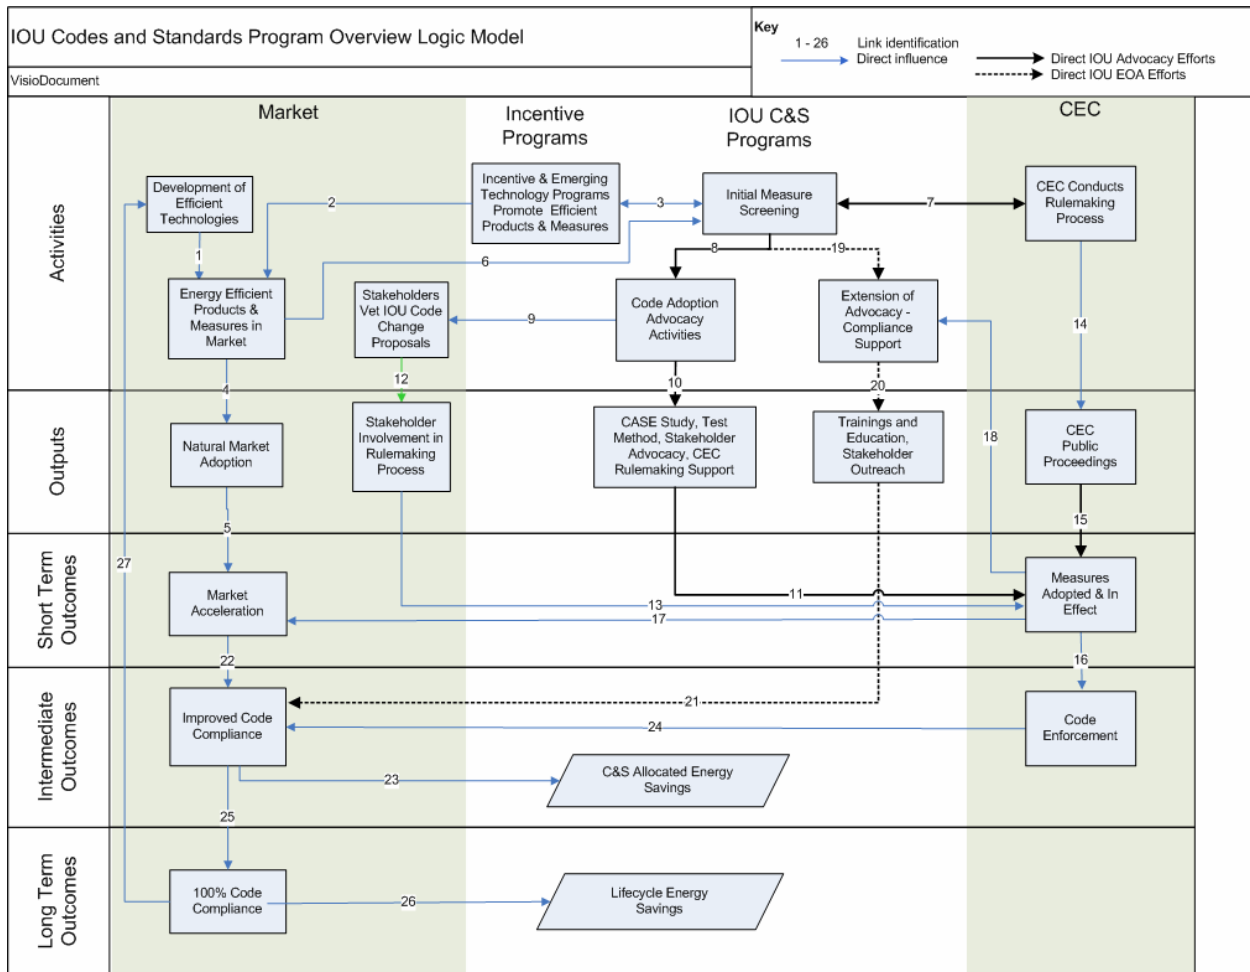 IOU Codes and Standards Program Overview Logic Model
VisioDocument
Key
1 - 26 Link identification
Direct influence
Direct IOU Advocacy Efforts
Direct IOU EOA Efforts
Market
Incentive
Programs
IOU C&S
Programs
CEC
Activities
Development of
Efficient
Technologies
Incentive & Emerging
Technology Programs
Promote Efficient
Products & Measures
Initial Measure
Screening
CEC Conducts
Rulemaking
Process
2
3
7
1
6
8
19
Energy Efficient
Products &
Measures in
Market
Stakeholders
Vet IOU Code
Change
Proposals
9
Code Adoption
Advocacy
Activities
Extension of
Advocacy -
Compliance
Support
14
4
12
10
20
Outputs
Natural Market
Adoption
Stakeholder
Involvement in
Rulemaking
Process
CASE Study, Test
Method, Stakeholder
Advocacy, CEC
Rulemaking Support
Trainings and
Education,
Stakeholder
Outreach
18
CEC
Public
Proceedings
5
15
27
Short Term
Outcomes
Market
Acceleration
13
11
17
Measures
Adopted & In
Effect
22
16
Intermediate
Outcomes
Improved Code
Compliance
21
24
Code
Enforcement
23
C&S Allocated Energy
Savings
25
Long Term
Outcomes
100% Code
Compliance
26
Lifecycle Energy
Savings